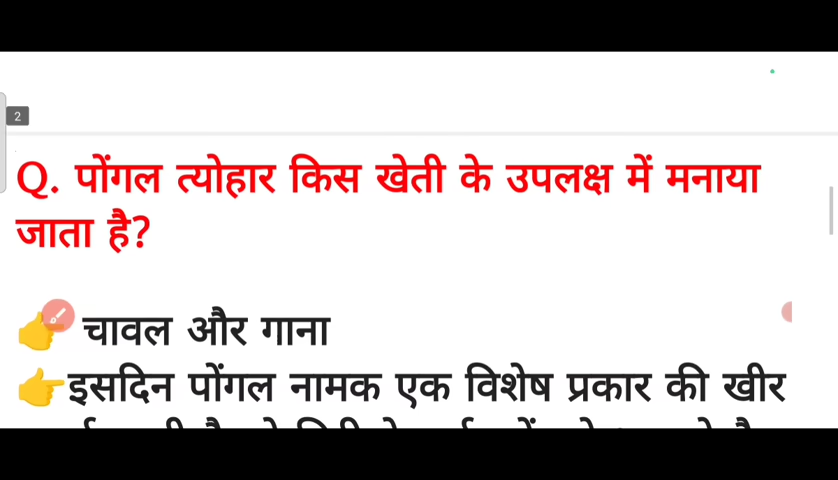 2
Q. पोंगल त्योहार किस खेती के उपलक्ष में मनाया
जाता है?
👉 चावल और गाना
👉इसदिन पोंगल नामक एक विशेष प्रकार की खीर